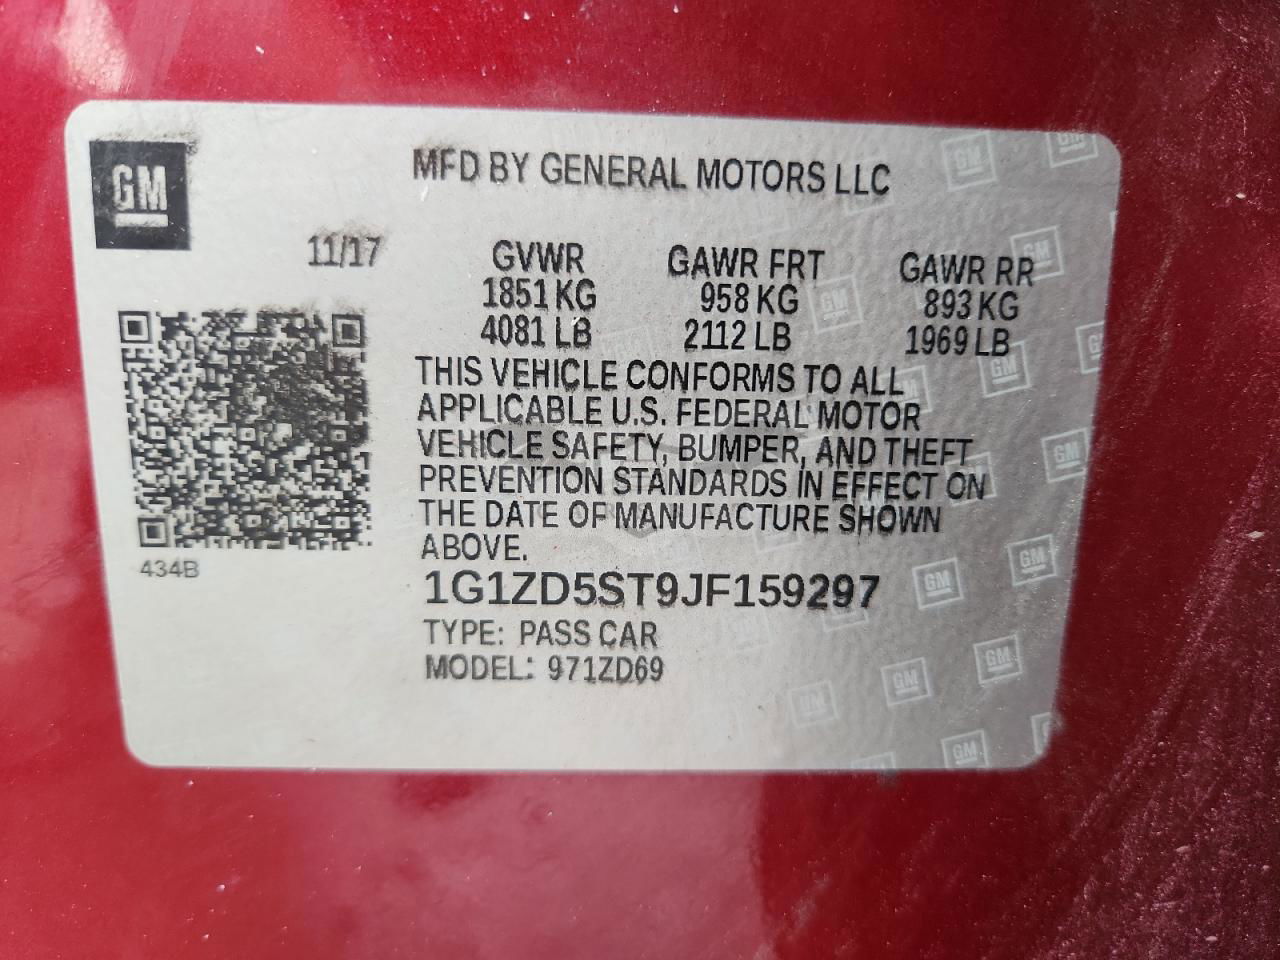 GM
MFD BY GENERAL MOTORS LLC
11/17
GVWR GAWR FRT GAWR RR
1851 KG 958 KG 893 KG
4081 LB 2112 LB 1969 LB
THIS VEHICLE CONFORMS TO ALL
APPLICABLE U.S. FEDERAL MOTOR
VEHICLE SAFETY, BUMPER, AND THEFT
PREVENTION STANDARDS IN EFFECT ON
THE DATE OF MANUFACTURE SHOWN
ABOVE.
434B
1G1ZD5ST9JF159297
TYPE: PASS CAR
MODEL: 971ZD69